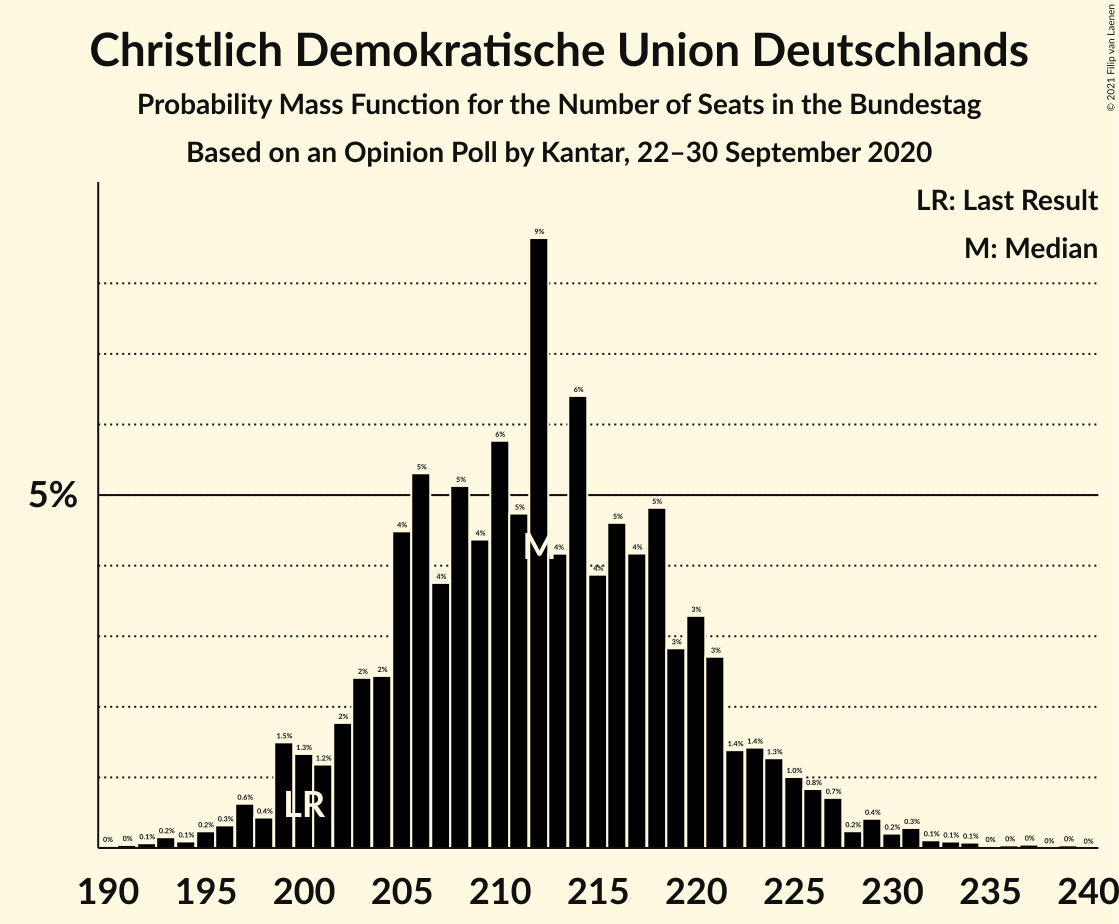 Christlich Demokratische Union Deutschlands
Probability Mass Function for the Number of Seats in the Bundestag
Based on an Opinion Poll by Kantar, 22–30 September 2020
© 2021 Filip van Laenen
LR: Last Result
M: Median
5%
0% 0% 0.1% 0.2% 0.1% 0.2% 0.3% 0.6% 0.4% 1.5% 1.3% 1.2% 2% 2% 2% 4% 5% 4% 5% 4% 6% 5% 9% 4% 6% 4% 5% 4% 5% 3% 3% 3% 1.4% 1.4% 1.3% 1.0% 0.8% 0.7% 0.2% 0.4% 0.2% 0.3% 0.1% 0.1% 0.1% 0% 0% 0% 0% 0% 0%
M
LR
190 195 200 205 210 215 220 225 230 235 240